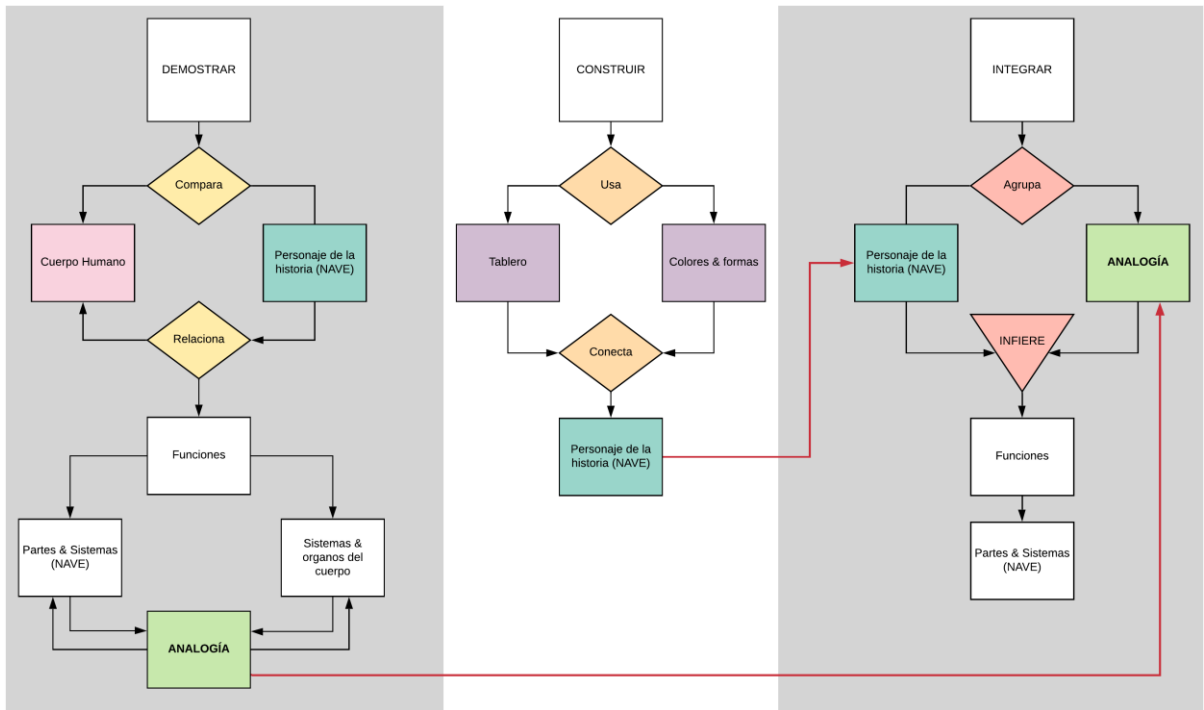 DEMOSTRAR
Compara
Cuerpo Humano
Personaje de la
historia (NAVE)
Relaciona
Funciones
Partes & Sistemas
(NAVE)
Sistemas &
organos del
cuerpo
ANALOGÍA
CONSTRUIR
Usa
Tablero
Colores & formas
Conecta
Personaje de la
historia (NAVE)
INTEGRAR
Agrupa
Personaje de la
historia (NAVE)
ANALOGÍA
INFIERE
Funciones
Partes & Sistemas
(NAVE)